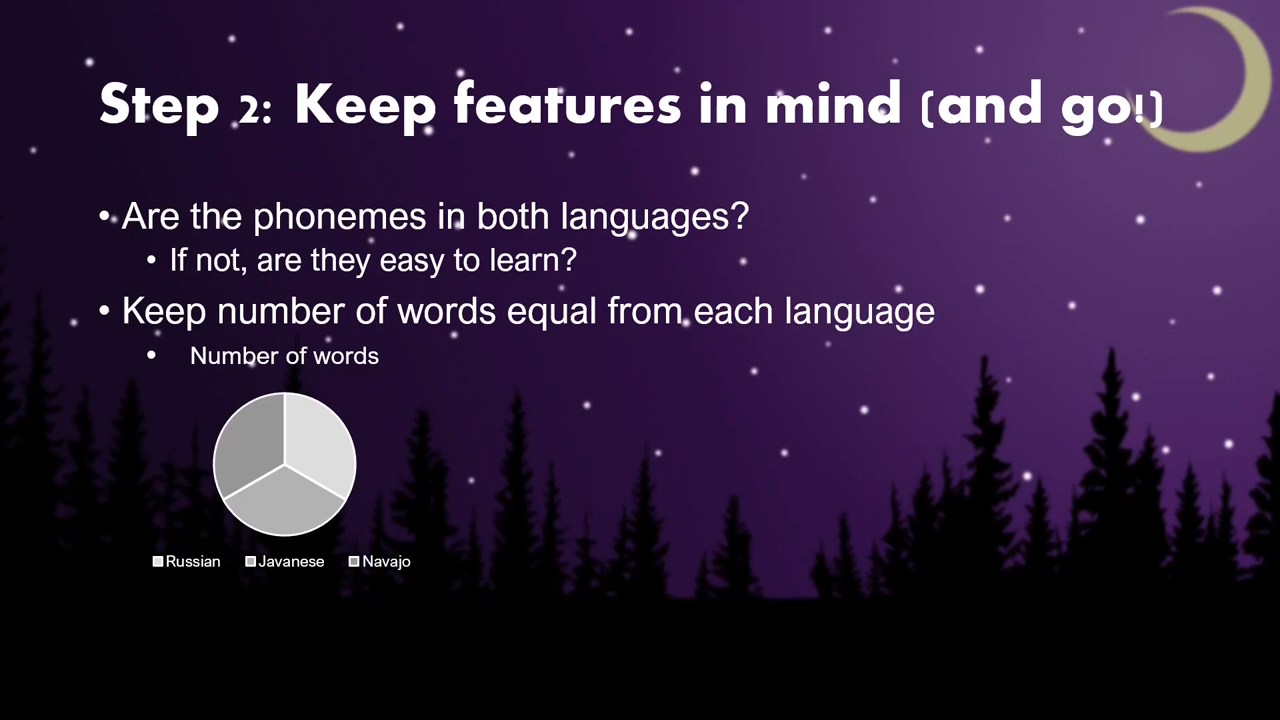 Step 2: Keep features in mind (and go!)
• Are the phonemes in both languages?
• If not, are they easy to learn?
• Keep number of words equal from each language
• Number of words
Russian Javanese Navajo